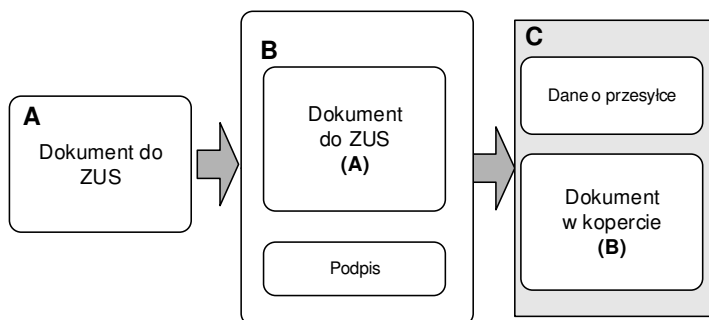 A
Dokument do
ZUS
B
Dokument
do ZUS
(A)
Podpis
C
Dane o przesyłce
Dokument
w kopercie
(B)